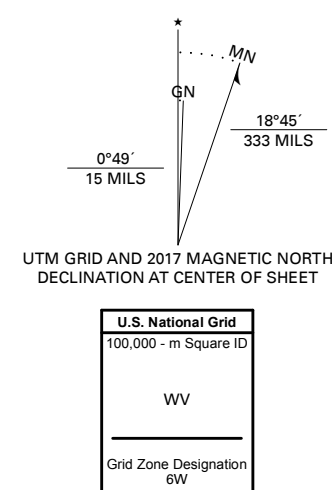 ★
MN
GN
18°45´
333 MILS
0°49´
15 MILS
UTM GRID AND 2017 MAGNETIC NORTH
DECLINATION AT CENTER OF SHEET
U.S. National Grid
100,000 - m Square ID
WV
Grid Zone Designation
6W